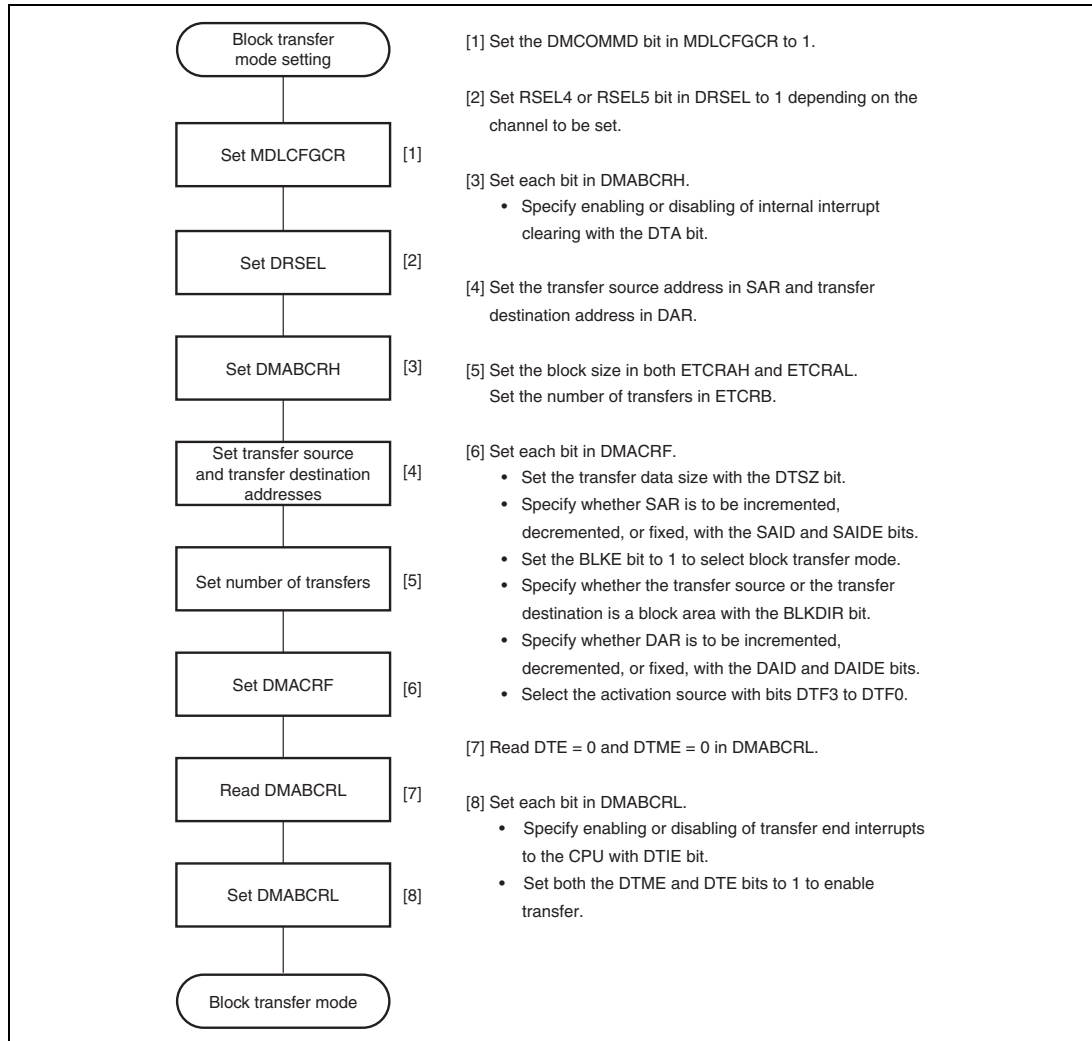 Block transfer
mode setting
Set MDLCFGCR
[1]
Set DRSEL
[2]
Set DMABCRH
[3]
Set transfer source
and transfer destination
addresses
[4]
Set number of transfers
[5]
Set DMACRF
[6]
Read DMABCRL
[7]
Set DMABCRL
[8]
Block transfer mode
[1] Set the DMCOMMD bit in MDLCFGCR to 1.
[2] Set RSEL4 or RSEL5 bit in DRSEL to 1 depending on the
channel to be set.
[3] Set each bit in DMABCRH.
• Specify enabling or disabling of internal interrupt
clearing with the DTA bit.
[4] Set the transfer source address in SAR and transfer
destination address in DAR.
[5] Set the block size in both ETCRAH and ETCRAL.
Set the number of transfers in ETCRB.
[6] Set each bit in DMACRF.
• Set the transfer data size with the DTSZ bit.
• Specify whether SAR is to be incremented,
decremented, or fixed, with the SAID and SAIDE bits.
• Set the BLKE bit to 1 to select block transfer mode.
• Specify whether the transfer source or the transfer
destination is a block area with the BLKDIR bit.
• Specify whether DAR is to be incremented,
decremented, or fixed, with the DAID and DAIDE bits.
• Select the activation source with bits DTF3 to DTF0.
[7] Read DTE = 0 and DTME = 0 in DMABCRL.
[8] Set each bit in DMABCRL.
• Specify enabling or disabling of transfer end interrupts
to the CPU with DTIE bit.
• Set both the DTME and DTE bits to 1 to enable
transfer.